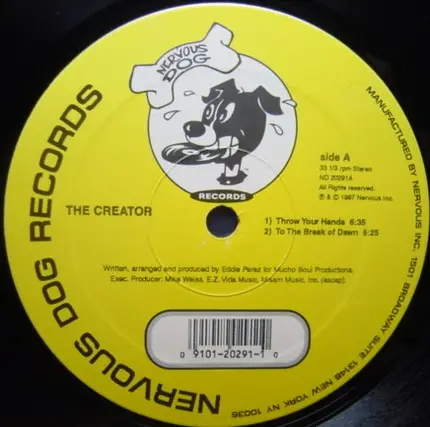 NERVOUS DOG RECORDS
NERVOUS
DOG
RECORDS
THE CREATOR
side A
33 1/3 rpm Stereo
ND 20291A
All Rights reserved.
℗ & © 1997 Nervous Inc.
1) Throw Your Hands 6:35
2) To The Break of Dawn 6:25
Written, arranged and produced by Eddie Perez for Mucho Soul Productions.
Exec. Producer: Mike Weiss, E.Z. Vida Music, Miriam Music, Inc. (ascap).
0 9101-20291-1 0
MANUFACTURED BY NERVOUS INC. 1501 BROADWAY SUITE 1314B NEW YORK NY 10036